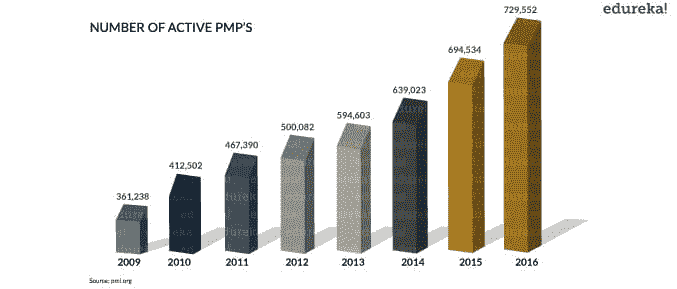 edureka!
NUMBER OF ACTIVE PMP'S
729,552
694,534
639,023
594,603
500,082
467,390
412,502
361,238
2009 2010 2011 2012 2013 2014 2015 2016
Source: pmi.org